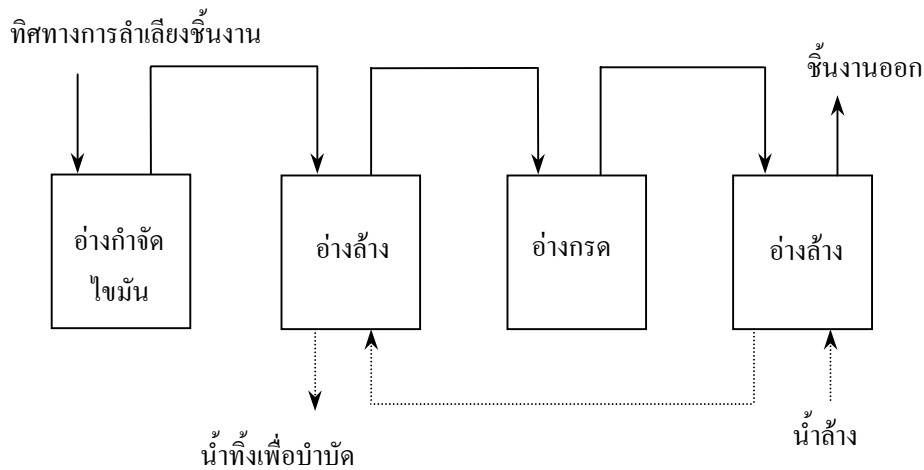 ทิศทางการลำเลียงชิ้นงาน
ชิ้นงานออก
อ่างกำจัด
ไขมัน
อ่างล้าง
อ่างกรด
อ่างล้าง
น้ำทิ้งเพื่อบำบัด
น้ำล้าง